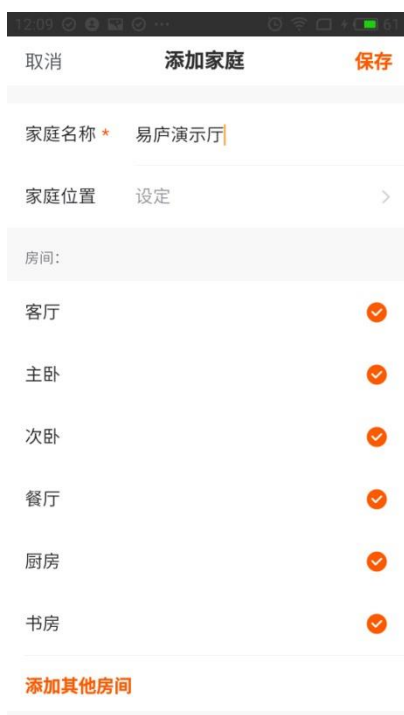 12:09 ··· 61
取消 添加家庭 保存
家庭名称 * 易庐演示厅
家庭位置 设定
房间:
客厅
主卧
次卧
餐厅
厨房
书房
添加其他房间